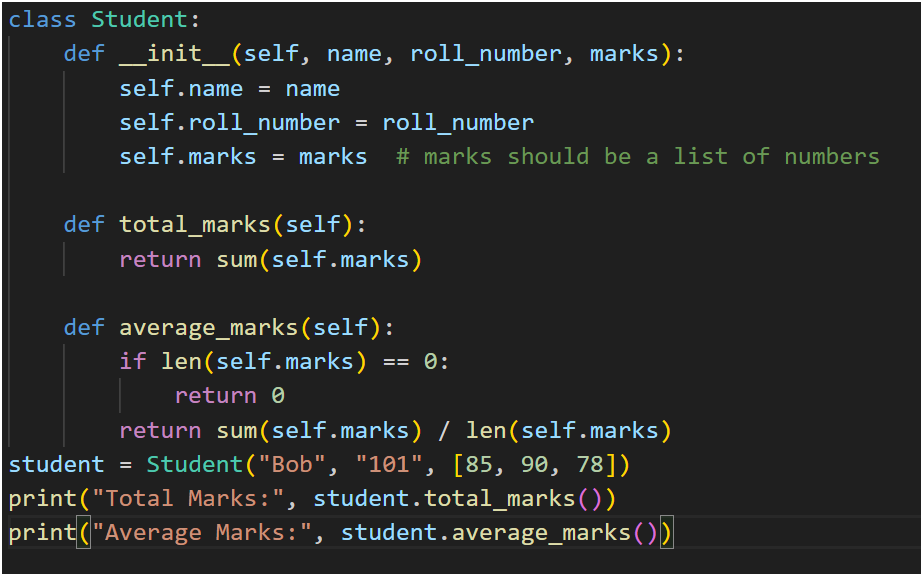 class Student:
    def __init__(self, name, roll_number, marks):
        self.name = name
        self.roll_number = roll_number
        self.marks = marks  # marks should be a list of numbers

    def total_marks(self):
        return sum(self.marks)

    def average_marks(self):
        if len(self.marks) == 0:
            return 0
        return sum(self.marks) / len(self.marks)
student = Student("Bob", "101", [85, 90, 78])
print("Total Marks:", student.total_marks())
print("Average Marks:", student.average_marks())